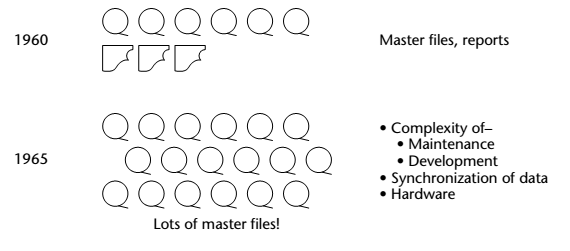 1960
Master files, reports
1965
• Complexity of–
• Maintenance
• Development
• Synchronization of data
• Hardware
Lots of master files!